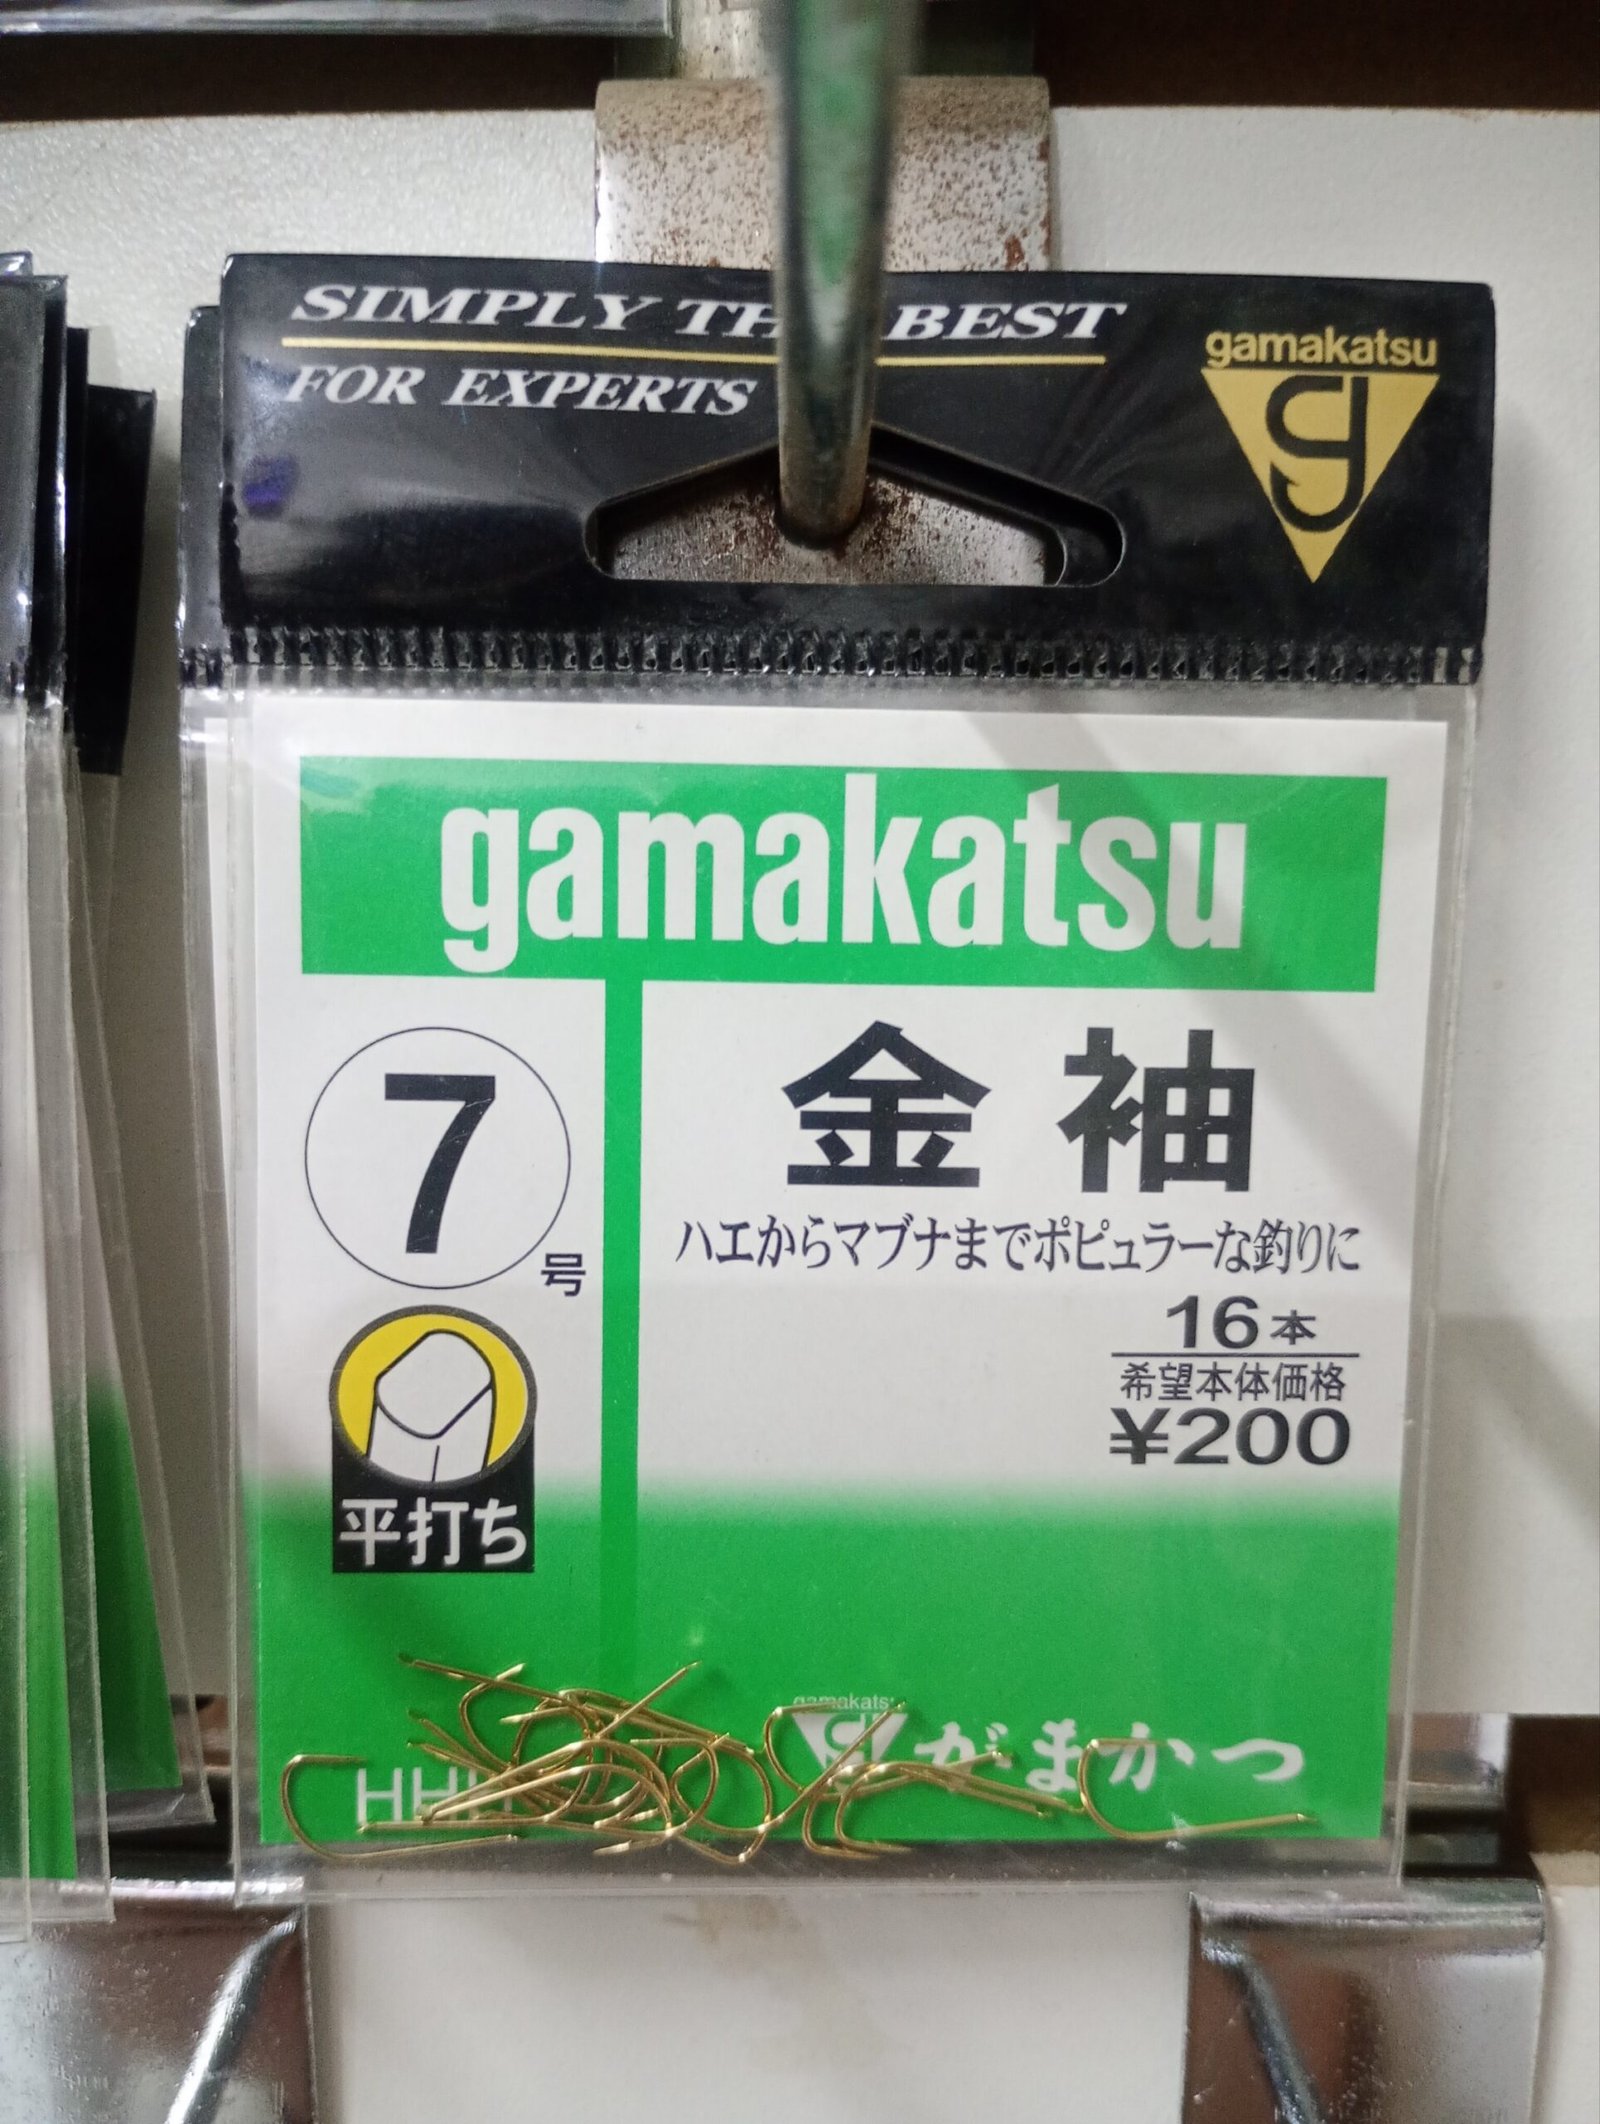 SIMPLY TH BEST
FOR EXPERTS
gamakatsu
gamakatsu
7
号
金袖
ハエからマブナまでポピュラーな釣りに
16本
希望本体価格
¥200
平打ち
gamakatsu
がまかつ